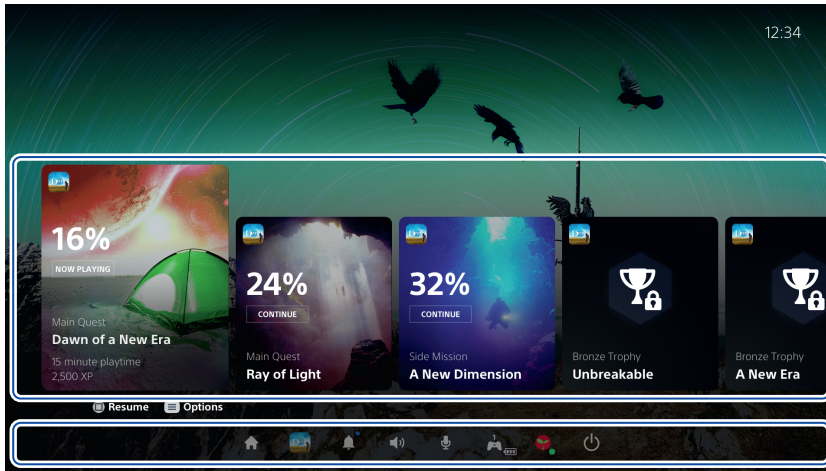 12:34
16%
NOW PLAYING
Main Quest
Dawn of a New Era
15 minute playtime
2,500 XP
24%
CONTINUE
Main Quest
Ray of Light
32%
CONTINUE
Side Mission
A New Dimension
Bronze Trophy
Unbreakable
Bronze Trophy
A New Era
Resume
Options
1